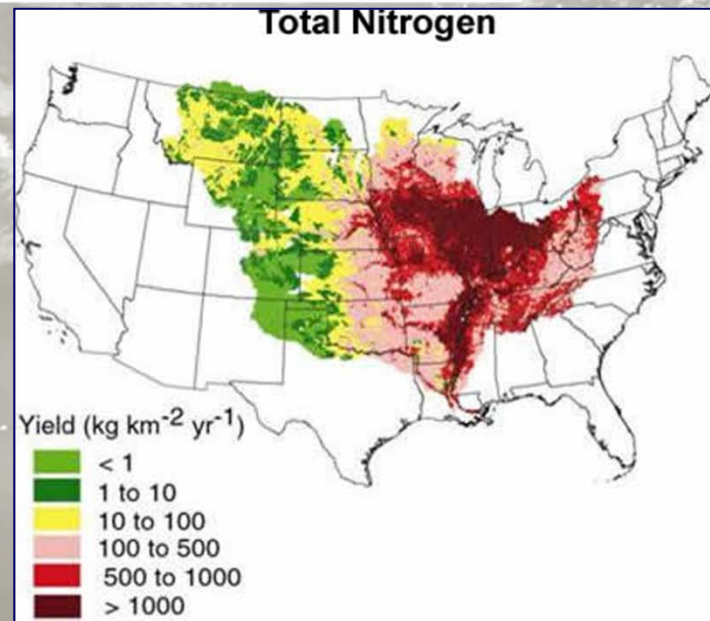 Total Nitrogen
Yield (kg km-2 yr-1)
< 1
1 to 10
10 to 100
100 to 500
500 to 1000
> 1000